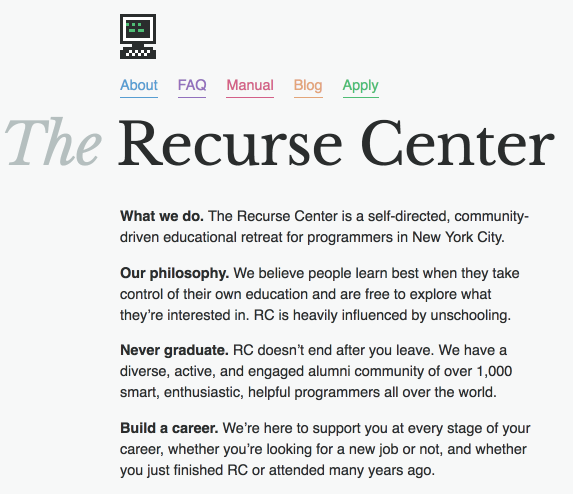 About FAQ Manual Blog Apply
The Recurse Center
What we do. The Recurse Center is a self-directed, community-
driven educational retreat for programmers in New York City.
Our philosophy. We believe people learn best when they take
control of their own education and are free to explore what
they’re interested in. RC is heavily influenced by unschooling.
Never graduate. RC doesn’t end after you leave. We have a
diverse, active, and engaged alumni community of over 1,000
smart, enthusiastic, helpful programmers all over the world.
Build a career. We’re here to support you at every stage of your
career, whether you’re looking for a new job or not, and whether
you just finished RC or attended many years ago.